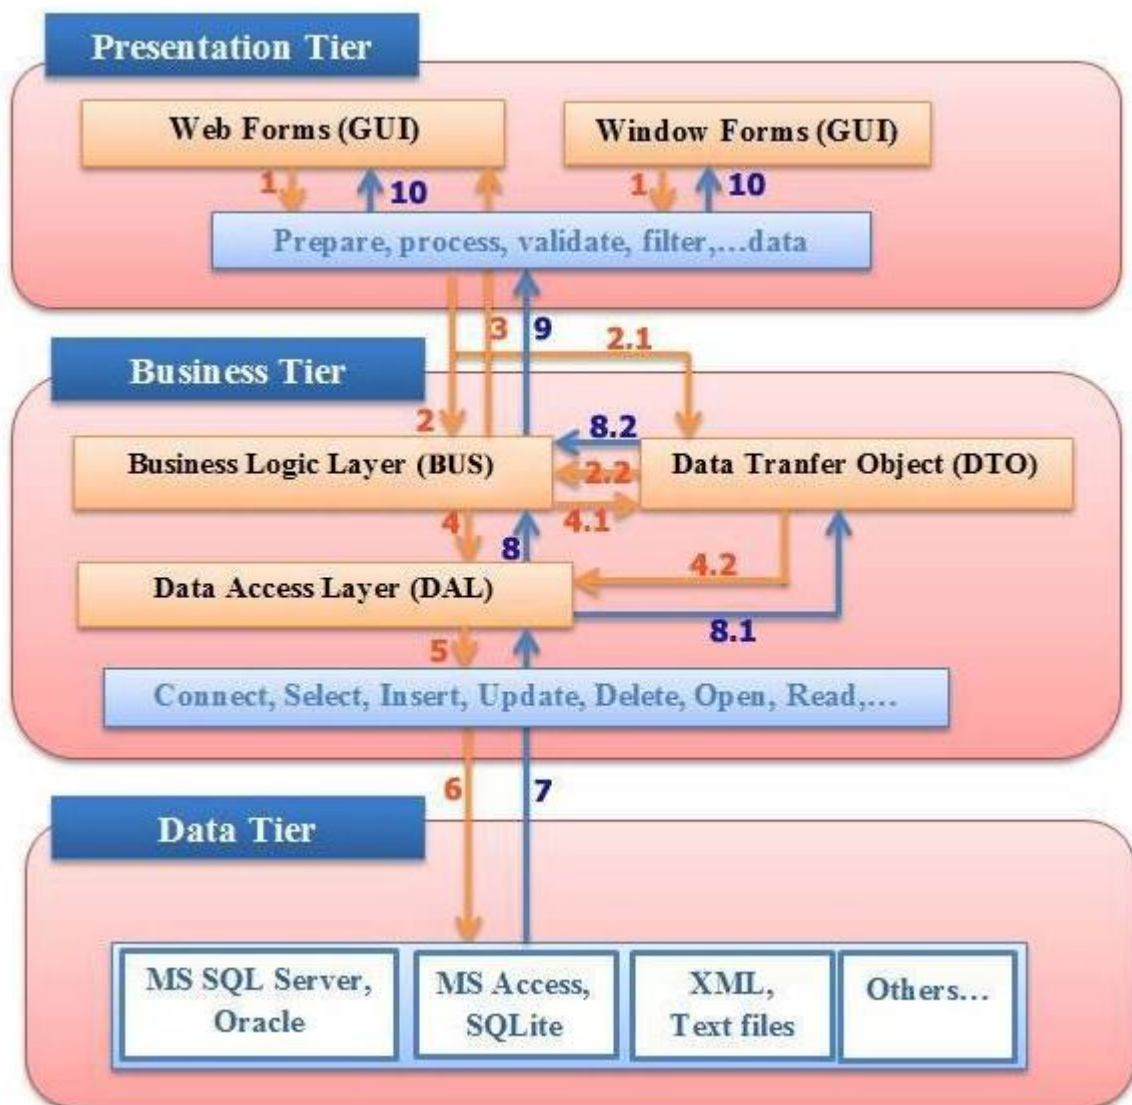 Presentation Tier
Web Forms (GUI)
Window Forms (GUI)
1
10
1
10
Prepare, process, validate, filter,...data
3
9
2.1
Business Tier
2
8.2
Business Logic Layer (BUS)
2.2
Data Tranfer Object (DTO)
4
8
4.1
4.2
Data Access Layer (DAL)
8.1
5
Connect, Select, Insert, Update, Delete, Open, Read,...
6
7
Data Tier
MS SQL Server,
Oracle
MS Access,
SQLite
XML,
Text files
Others...